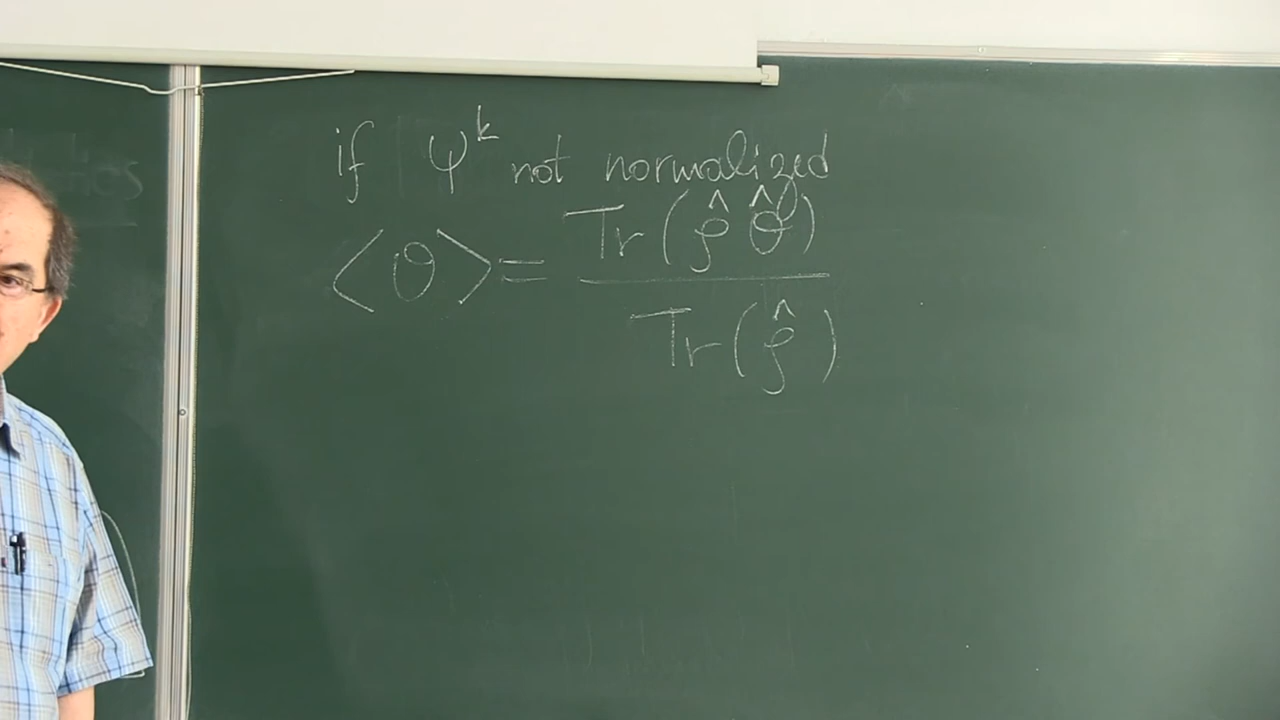 if ψ^k not normalized
<θ> = Tr(ρ̂ θ̂) / Tr(ρ̂)